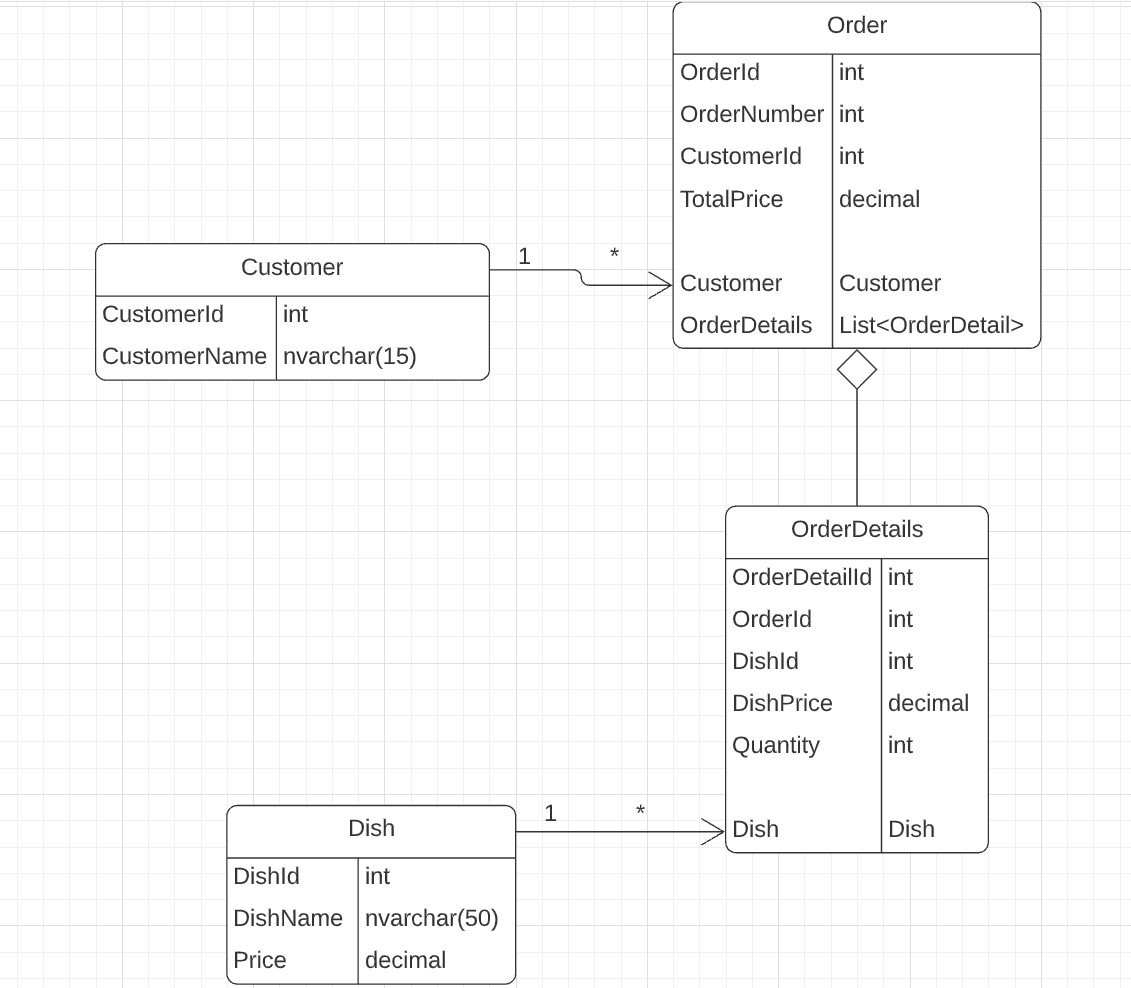 Order
OrderId int
OrderNumber int
CustomerId int
TotalPrice decimal
Customer Customer
OrderDetails List<OrderDetail>
1 *
Customer
CustomerId int
CustomerName nvarchar(15)
OrderDetails
OrderDetailId int
OrderId int
DishId int
DishPrice decimal
Quantity int
Dish Dish
1 *
Dish
DishId int
DishName nvarchar(50)
Price decimal